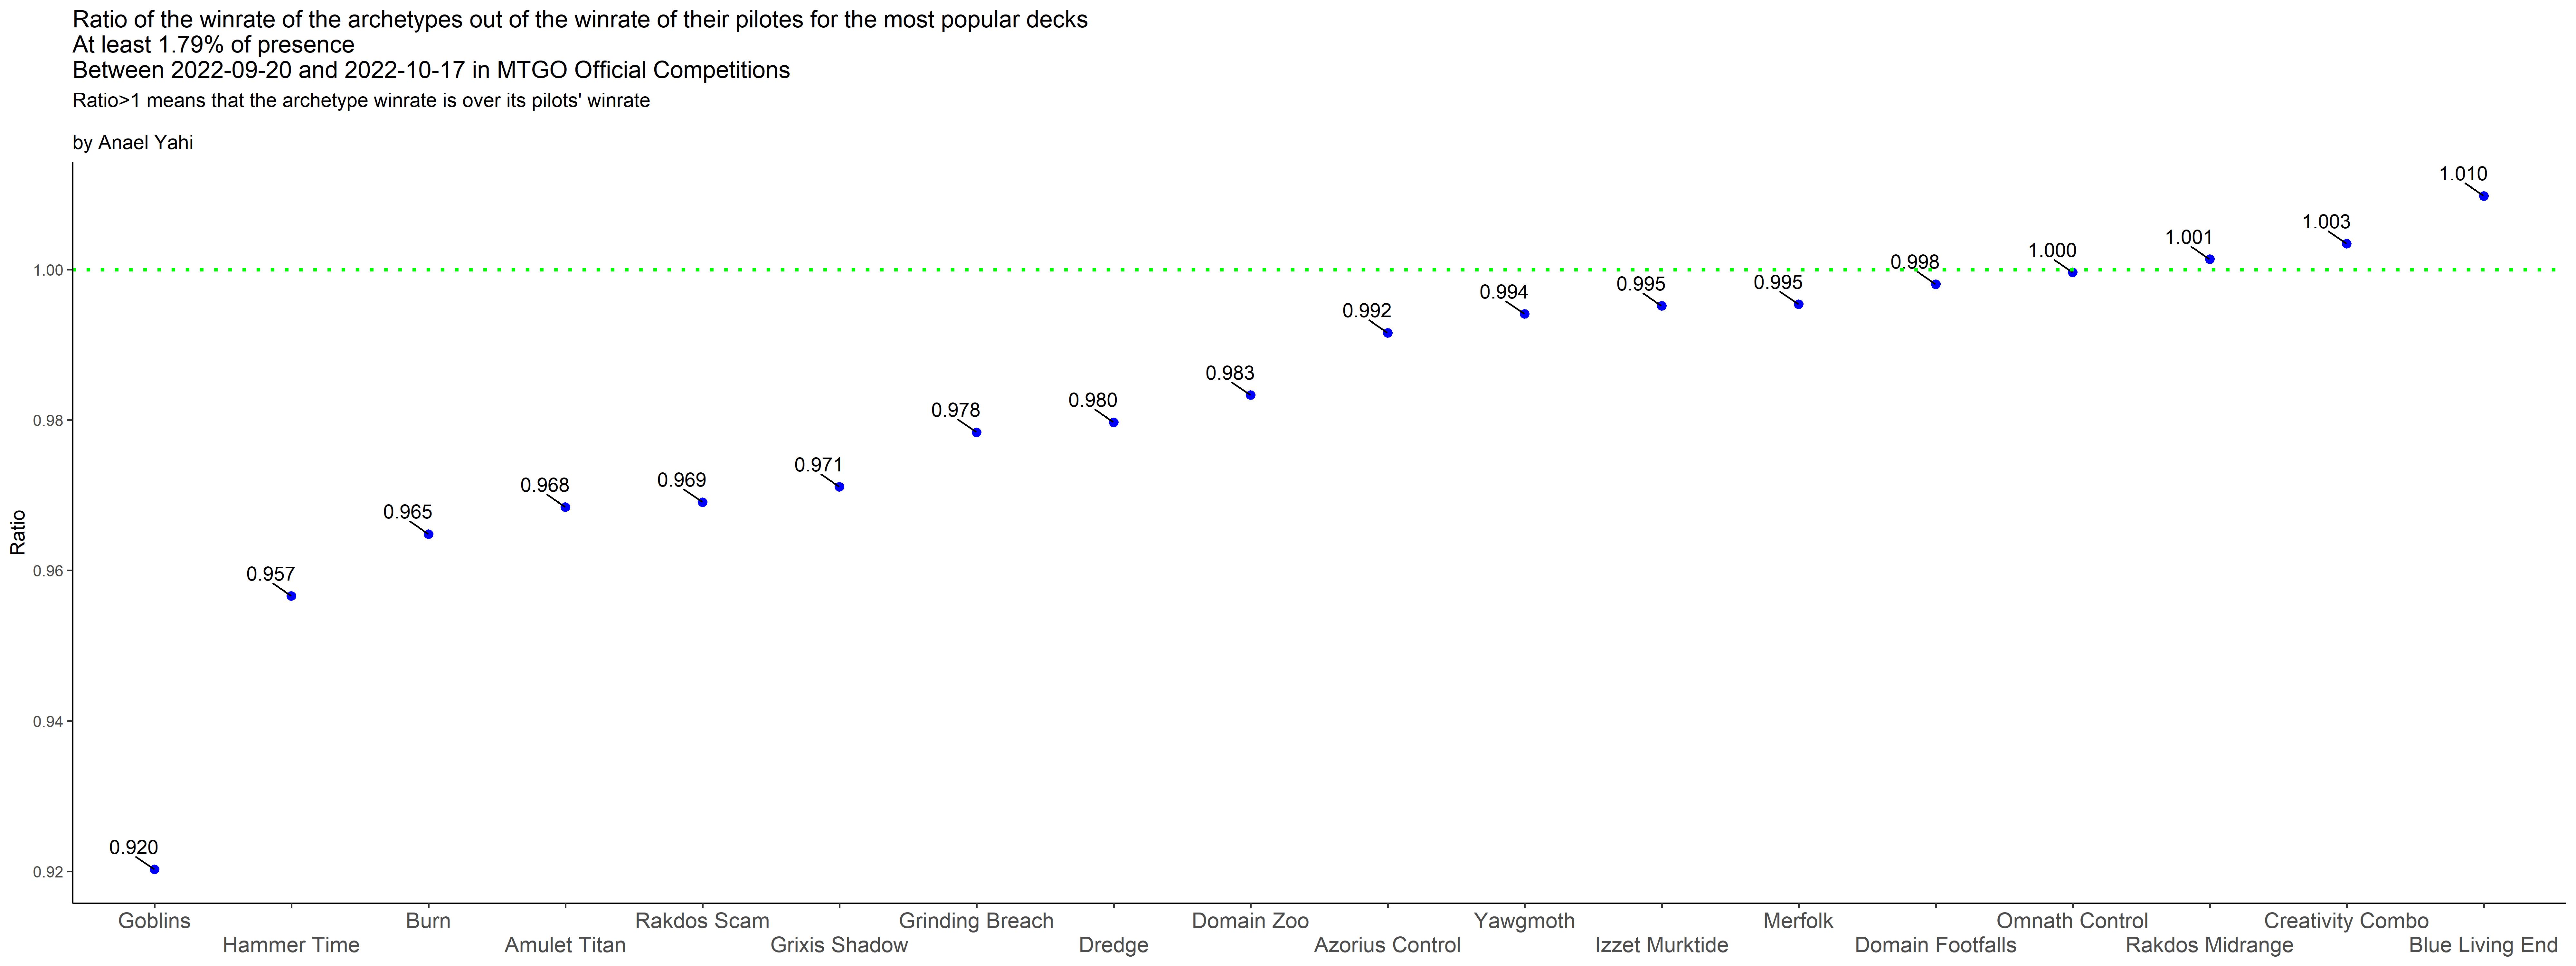 Ratio of the winrate of the archetypes out of the winrate of their pilotes for the most popular decks
At least 1.79% of presence
Between 2022-09-20 and 2022-10-17 in MTGO Official Competitions
Ratio>1 means that the archetype winrate is over its pilots' winrate
by Anael Yahi
Ratio
1.00
0.98
0.96
0.94
0.92
0.920
0.957
0.965
0.968
0.969
0.971
0.978
0.980
0.983
0.992
0.994
0.995
0.995
0.998
1.000
1.001
1.003
1.010
Goblins
Hammer Time
Burn
Amulet Titan
Rakdos Scam
Grixis Shadow
Grinding Breach
Dredge
Domain Zoo
Azorius Control
Yawgmoth
Izzet Murktide
Merfolk
Domain Footfalls
Omnath Control
Rakdos Midrange
Creativity Combo
Blue Living End